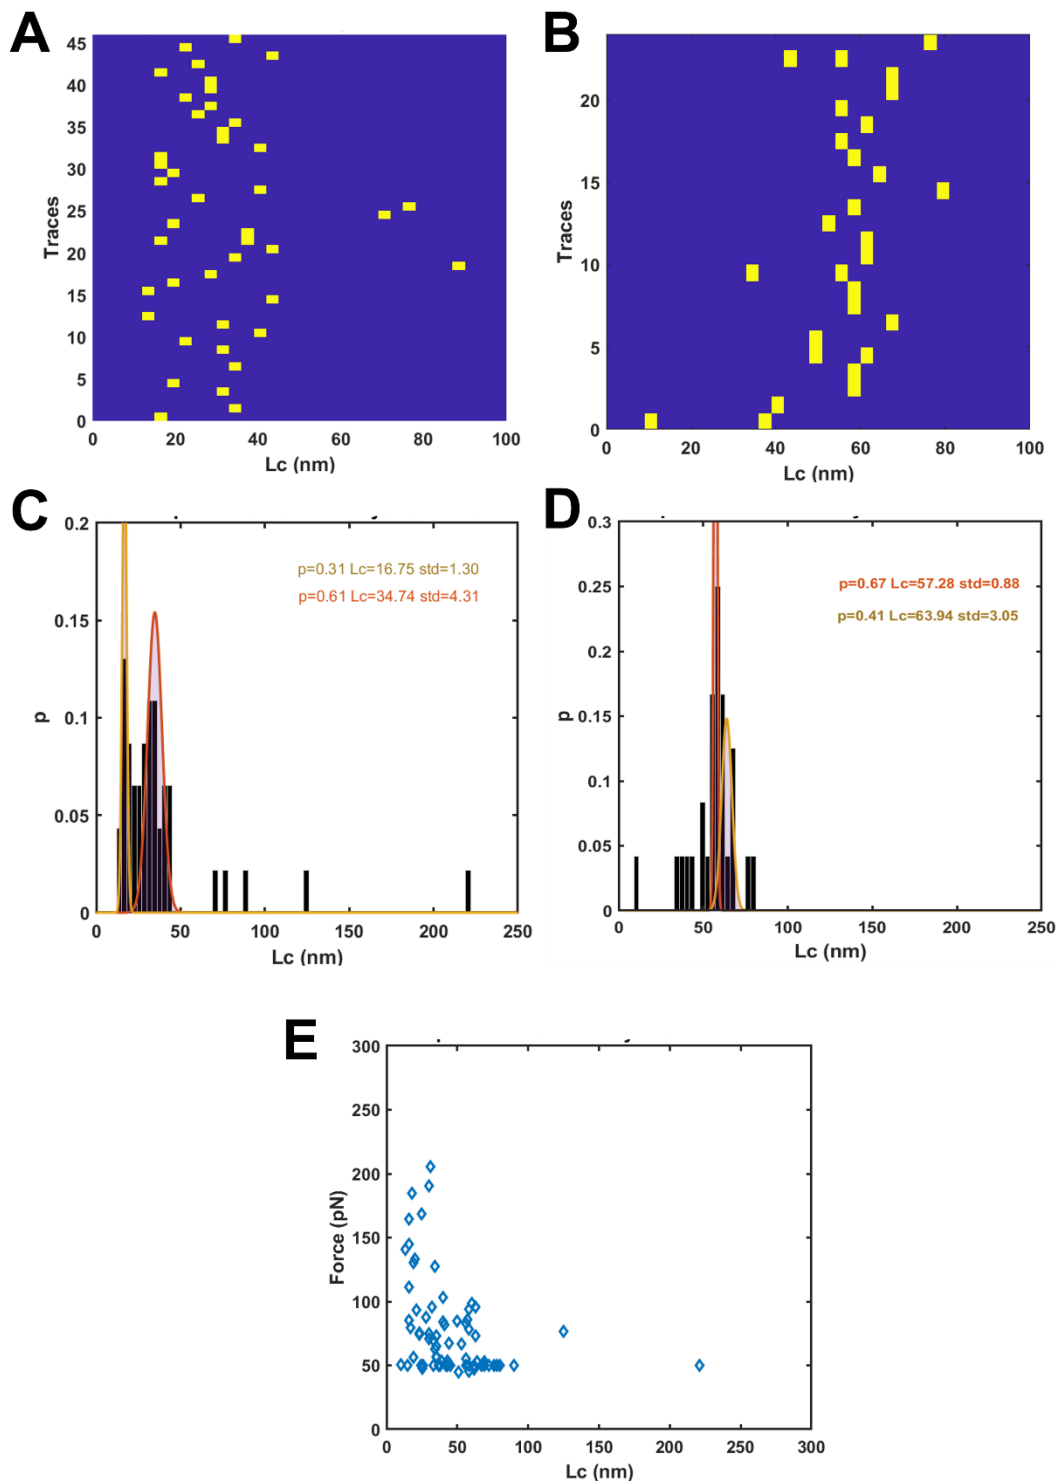 A
45
40
35
30
25
20
15
10
5
0
Traces
0 20 40 60 80 100
Lc (nm)
B
20
15
10
5
0
Traces
0 20 40 60 80 100
Lc (nm)
C
0.2
0.15
0.1
0.05
0
p
p=0.31 Lc=16.75 std=1.30
p=0.61 Lc=34.74 std=4.31
0 50 100 150 200 250
Lc (nm)
D
0.3
0.25
0.2
0.15
0.1
0.05
0
p
p=0.67 Lc=57.28 std=0.88
p=0.41 Lc=63.94 std=3.05
0 50 100 150 200 250
Lc (nm)
E
300
250
200
150
100
50
0
Force (pN)
0 50 100 150 200 250 300
Lc (nm)